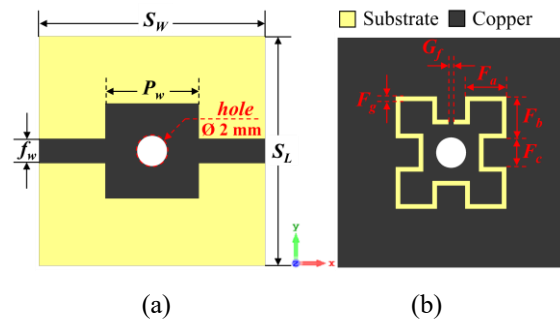 Substrate Copper
S_W
P_w
hole
Ø 2 mm
f_w
S_L
y
x
G_f
F_a
F_g
F_b
F_c
(a) (b)